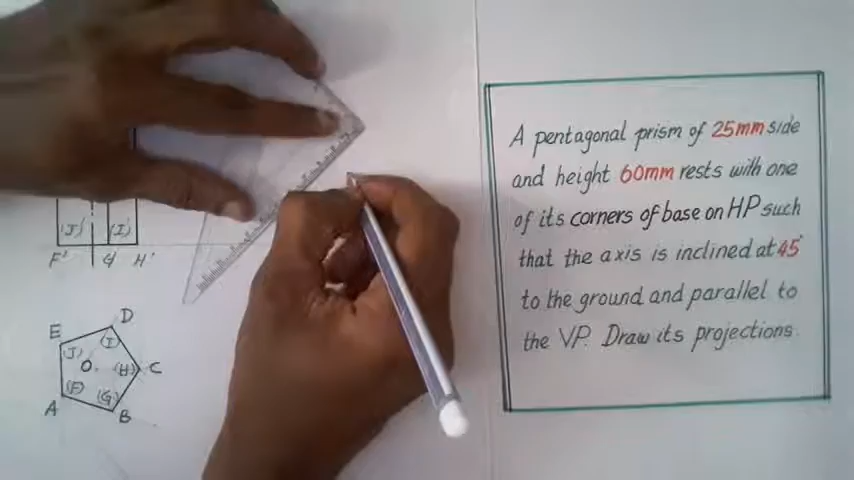 A pentagonal prism of 25mm side
and height 60mm rests with one
of its corners of base on HP such
that the axis is inclined at 45°
to the ground and parallel to
the VP. Draw its projections.
(J') (I')
F' G' H'
D
E
(J) (I)
O (H) C
(F) (G)
A
B